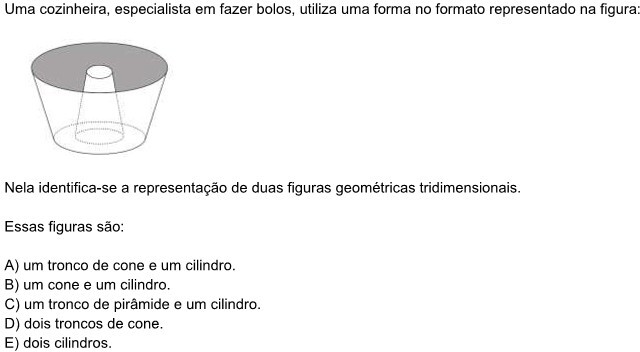 Uma cozinheira, especialista em fazer bolos, utiliza uma forma no formato representado na figura:
Nela identifica-se a representação de duas figuras geométricas tridimensionais.
Essas figuras são:
A) um tronco de cone e um cilindro.
B) um cone e um cilindro.
C) um tronco de pirâmide e um cilindro.
D) dois troncos de cone.
E) dois cilindros.